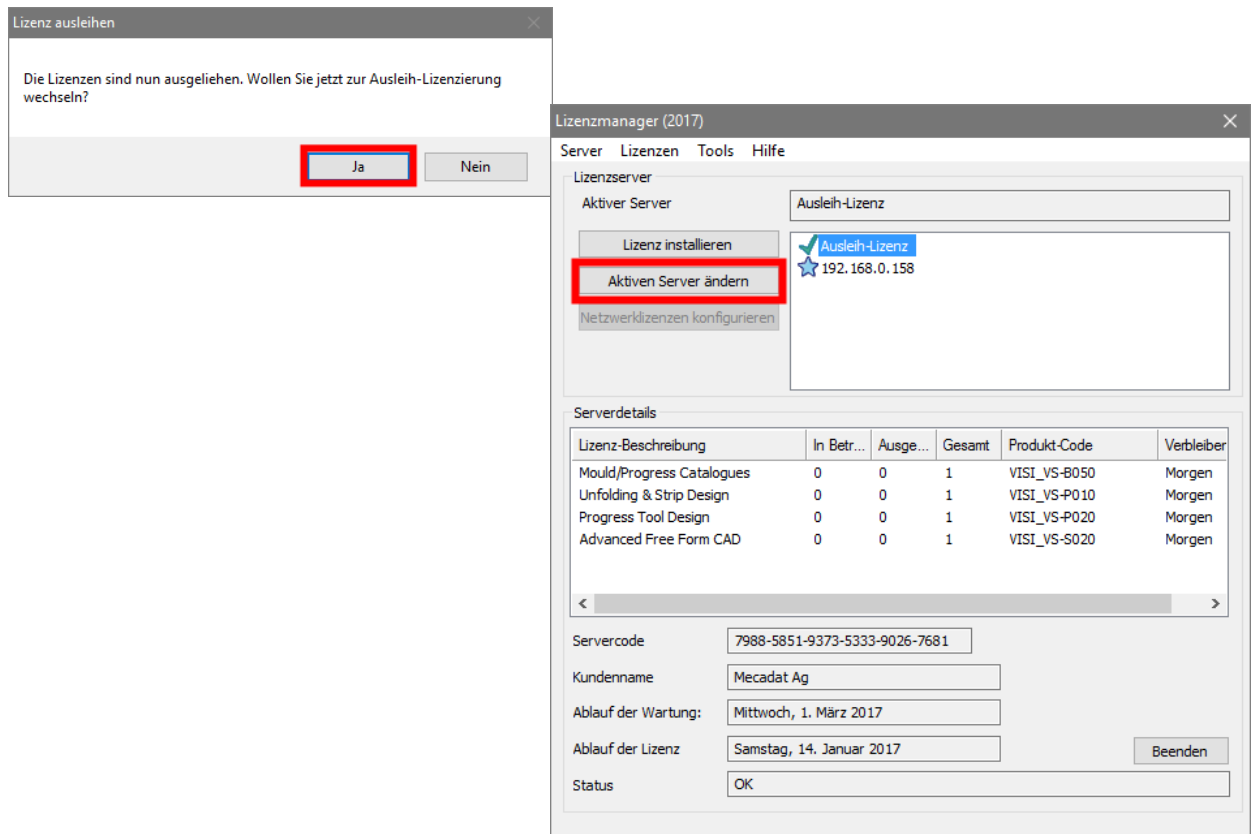 Lizenz ausleihen
Die Lizenzen sind nun ausgeliehen. Wollen Sie jetzt zur Ausleih-Lizenzierung
wechseln?
Ja Nein
Lizenzmanager (2017)
Server Lizenzen Tools Hilfe
Lizenzserver
Aktiver Server Ausleih-Lizenz
Lizenz installieren Ausleih-Lizenz
Aktiven Server ändern 192.168.0.158
Netzwerklizenzen konfigurieren
Serverdetails
Lizenz-Beschreibung In Betr... Ausge... Gesamt Produkt-Code Verbleiber
Mould/Progress Catalogues 0 0 1 VISI_VS-B050 Morgen
Unfolding & Strip Design 0 0 1 VISI_VS-P010 Morgen
Progress Tool Design 0 0 1 VISI_VS-P020 Morgen
Advanced Free Form CAD 0 0 1 VISI_VS-S020 Morgen
Servercode 7988-5851-9373-5333-9026-7681
Kundenname Mecadat Ag
Ablauf der Wartung: Mittwoch, 1. März 2017
Ablauf der Lizenz Samstag, 14. Januar 2017 Beenden
Status OK